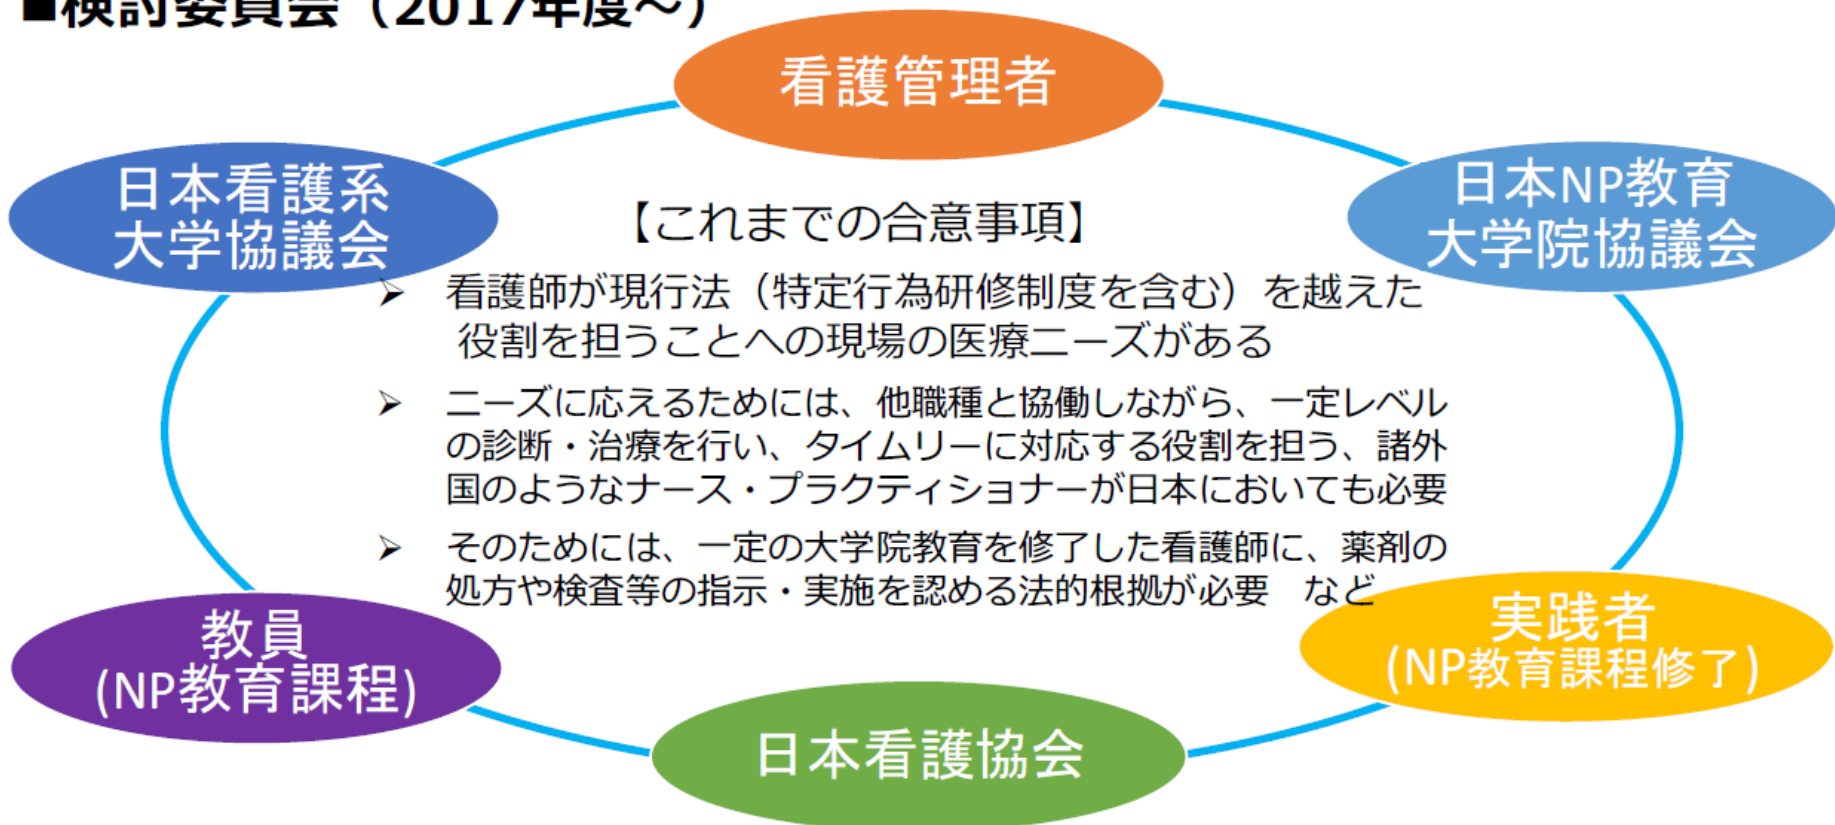 ■検討委員会（2017年度～）
看護管理者
日本看護系
大学協議会
日本NP教育
大学院協議会
【これまでの合意事項】
➤ 看護師が現行法（特定行為研修制度を含む）を越えた
役割を担うことへの現場の医療ニーズがある
➤ ニーズに応えるためには、他職種と協働しながら、一定レベル
の診断・治療を行い、タイムリーに対応する役割を担う、諸外
国のようなナース・プラクティショナーが日本においても必要
➤ そのためには、一定の大学院教育を修了した看護師に、薬剤の
処方や検査等の指示・実施を認める法的根拠が必要　など
教員
(NP教育課程)
実践者
(NP教育課程修了)
日本看護協会